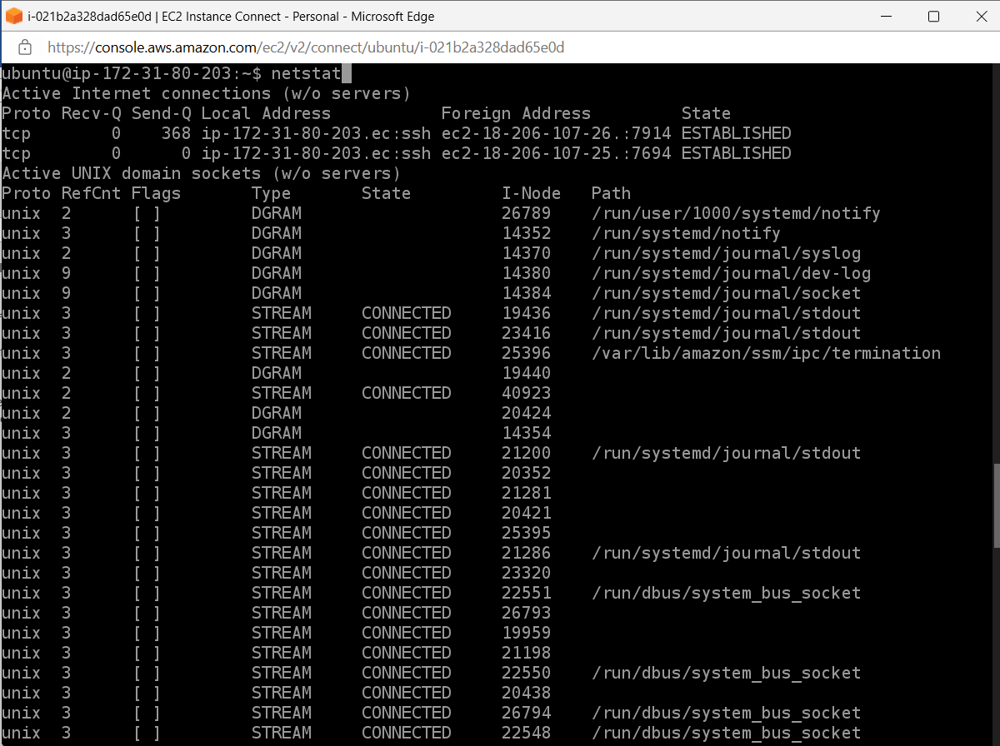 i-021b2a328dad65e0d | EC2 Instance Connect - Personal - Microsoft Edge
https://console.aws.amazon.com/ec2/v2/connect/ubuntu/i-021b2a328dad65e0d
ubuntu@ip-172-31-80-203:~$ netstat
Active Internet connections (w/o servers)
Proto Recv-Q Send-Q Local Address           Foreign Address         State
tcp        0    368 ip-172-31-80-203.ec:ssh ec2-18-206-107-26.:7914 ESTABLISHED
tcp        0      0 ip-172-31-80-203.ec:ssh ec2-18-206-107-25.:7694 ESTABLISHED
Active UNIX domain sockets (w/o servers)
Proto RefCnt Flags       Type       State         I-Node   Path
unix  2      [ ]         DGRAM                    26789    /run/user/1000/systemd/notify
unix  3      [ ]         DGRAM                    14352    /run/systemd/notify
unix  2      [ ]         DGRAM                    14370    /run/systemd/journal/syslog
unix  9      [ ]         DGRAM                    14380    /run/systemd/journal/dev-log
unix  9      [ ]         DGRAM                    14384    /run/systemd/journal/socket
unix  3      [ ]         STREAM     CONNECTED     19436    /run/systemd/journal/stdout
unix  3      [ ]         STREAM     CONNECTED     23416    /run/systemd/journal/stdout
unix  3      [ ]         STREAM     CONNECTED     25396    /var/lib/amazon/ssm/ipc/termination
unix  2      [ ]         DGRAM                    19440
unix  2      [ ]         STREAM     CONNECTED     40923
unix  2      [ ]         DGRAM                    20424
unix  3      [ ]         DGRAM                    14354
unix  3      [ ]         STREAM     CONNECTED     21200    /run/systemd/journal/stdout
unix  3      [ ]         STREAM     CONNECTED     20352
unix  3      [ ]         STREAM     CONNECTED     21281
unix  3      [ ]         STREAM     CONNECTED     20421
unix  3      [ ]         STREAM     CONNECTED     25395
unix  3      [ ]         STREAM     CONNECTED     21286    /run/systemd/journal/stdout
unix  3      [ ]         STREAM     CONNECTED     23320
unix  3      [ ]         STREAM     CONNECTED     22551    /run/dbus/system_bus_socket
unix  3      [ ]         STREAM     CONNECTED     26793
unix  3      [ ]         STREAM     CONNECTED     19959
unix  3      [ ]         STREAM     CONNECTED     21198
unix  3      [ ]         STREAM     CONNECTED     22550    /run/dbus/system_bus_socket
unix  3      [ ]         STREAM     CONNECTED     20438
unix  3      [ ]         STREAM     CONNECTED     26794    /run/dbus/system_bus_socket
unix  3      [ ]         STREAM     CONNECTED     22548    /run/dbus/system_bus_socket